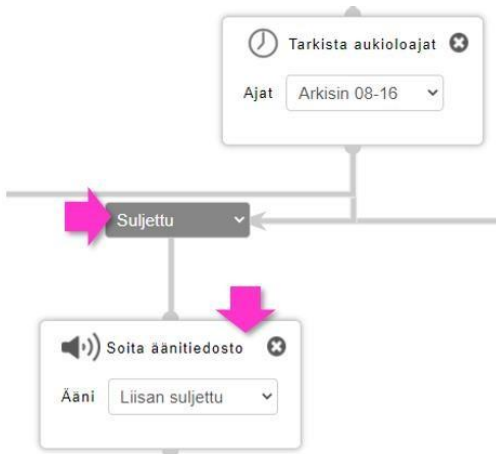 Tarkista aukioloajat
Ajat Arkisin 08-16
Suljettu
Soita äänitiedosto
Ääni Liisan suljettu